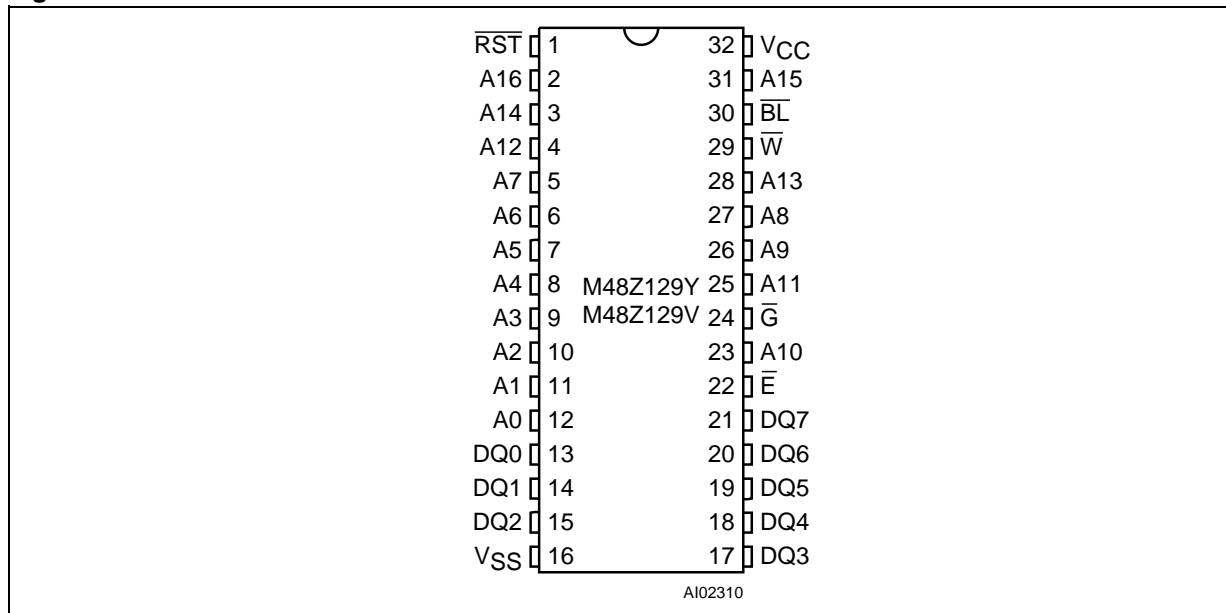 R̅S̅T̅ 1 32 VCC
A16 2 31 A15
A14 3 30 B̅L̅
A12 4 29 W̅
A7 5 28 A13
A6 6 27 A8
A5 7 26 A9
A4 8 M48Z129Y 25 A11
A3 9 M48Z129V 24 G̅
A2 10 23 A10
A1 11 22 E̅
A0 12 21 DQ7
DQ0 13 20 DQ6
DQ1 14 19 DQ5
DQ2 15 18 DQ4
VSS 16 17 DQ3
AI02310